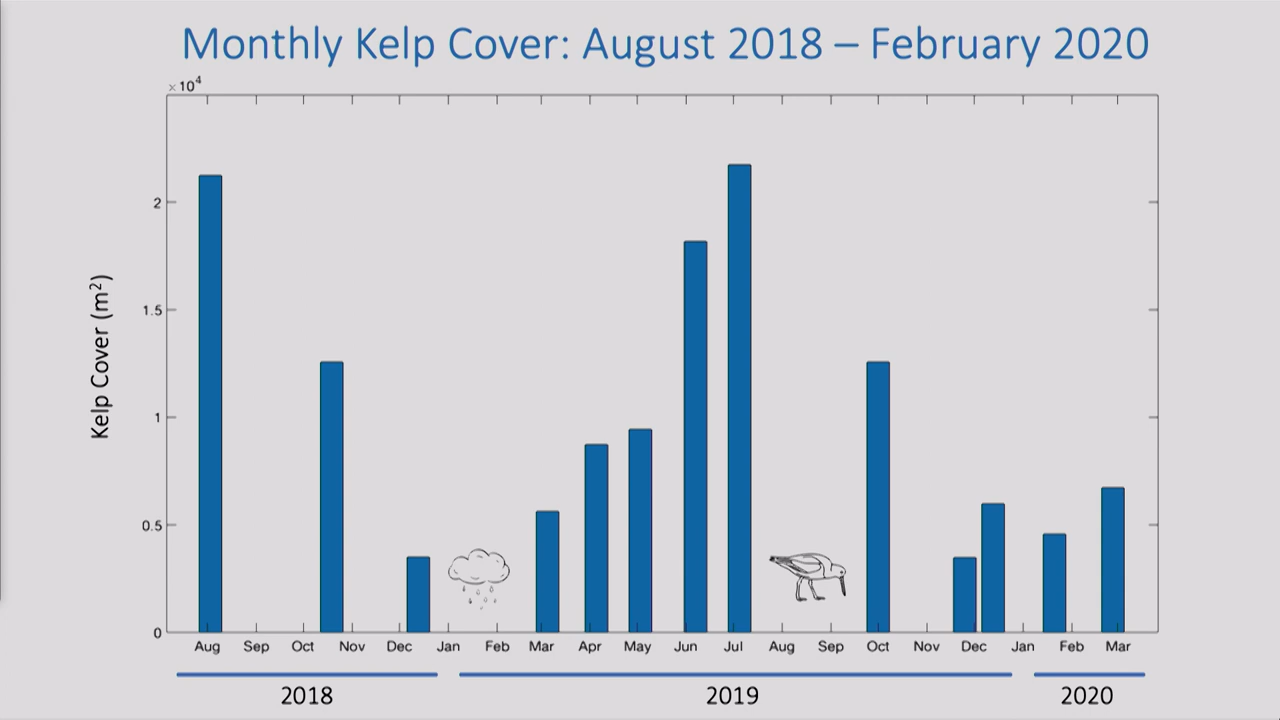 Monthly Kelp Cover: August 2018 – February 2020
× 10⁴
2
1.5
1
0.5
0
Kelp Cover (m²)
Aug Sep Oct Nov Dec Jan Feb Mar Apr May Jun Jul Aug Sep Oct Nov Dec Jan Feb Mar
2018 2019 2020